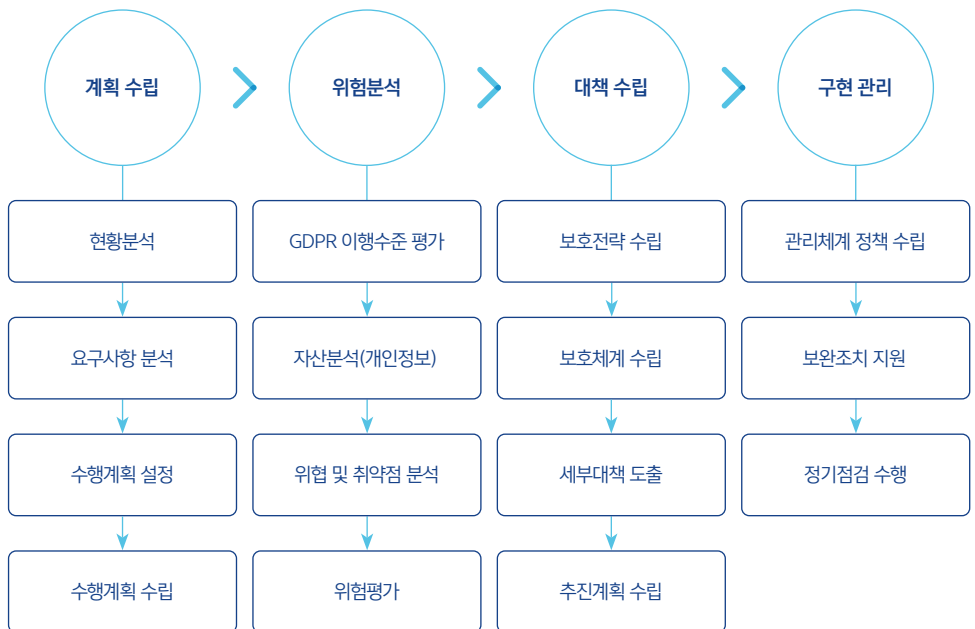 계획 수립
위험분석
대책 수립
구현 관리
현황분석
GDPR 이행수준 평가
보호전략 수립
관리체계 정책 수립
요구사항 분석
자산분석(개인정보)
보호체계 수립
보완조치 지원
수행계획 설정
위협 및 취약점 분석
세부대책 도출
정기점검 수행
수행계획 수립
위험평가
추진계획 수립